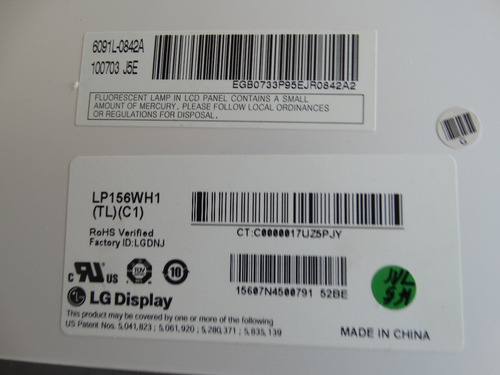 6091L-0842A
100703 J5E
EGB0733P95EJR0842A2
FLUORESCENT LAMP IN LCD PANEL CONTAINS A SMALL
AMOUNT OF MERCURY, PLEASE FOLLOW LOCAL ORDINANCES
OR REGULATIONS FOR DISPOSAL.
LP156WH1
(TL)(C1)
RoHS Verified
Factory ID:LGDNJ
CT:C0000017UZ5PJY
c RU US
10
15607N4500791 52BE
LG Display
This product may be covered by one or more of the following
US Patent Nos. 5,041,823 ; 5,061,920 ; 5,280,371 ; 5,835,139
MADE IN CHINA